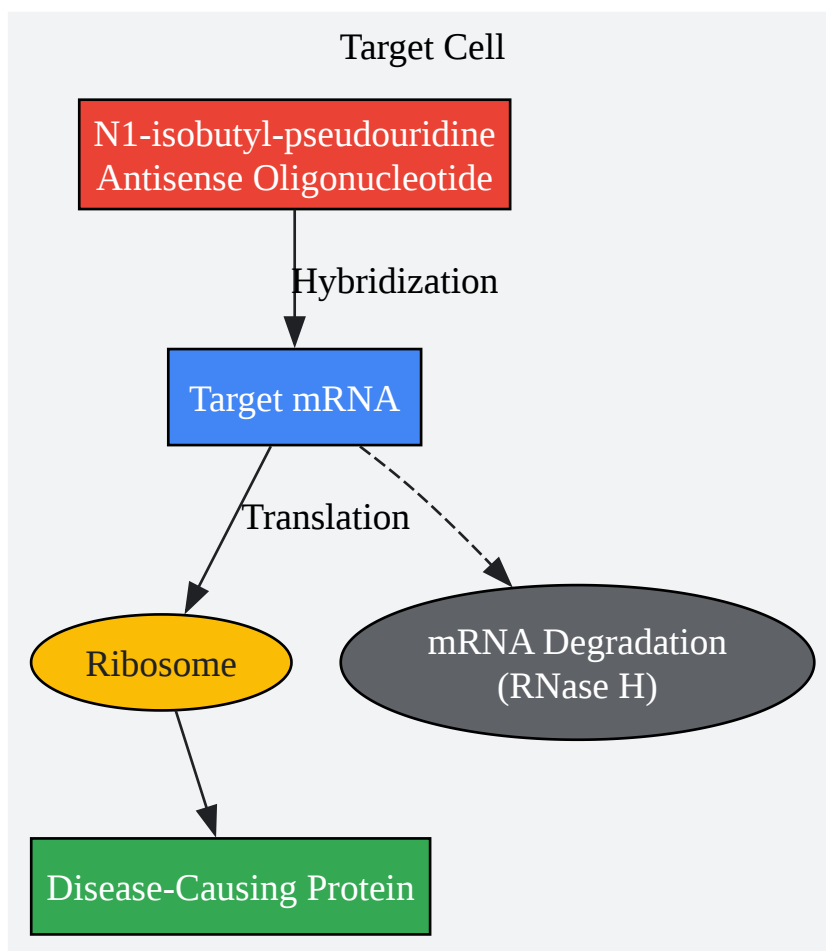 Target Cell
N1-isobutyl-pseudouridine
Antisense Oligonucleotide
Hybridization
Target mRNA
Translation
Ribosome
mRNA Degradation
(RNase H)
Disease-Causing Protein